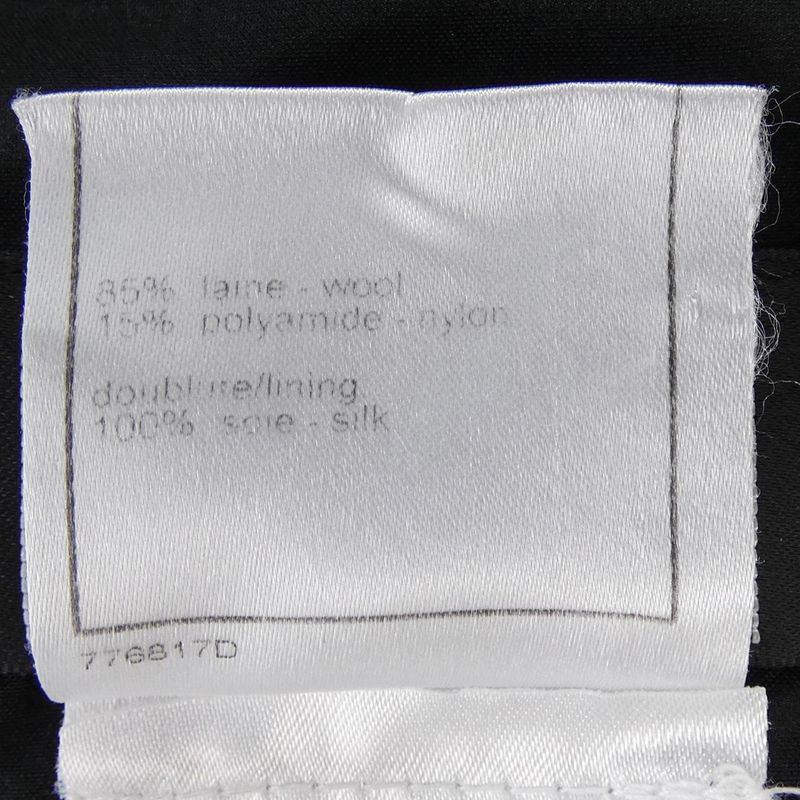 85% laine - wool
15% polyamide - nylon
doublure/lining
100% soie - silk
776817D